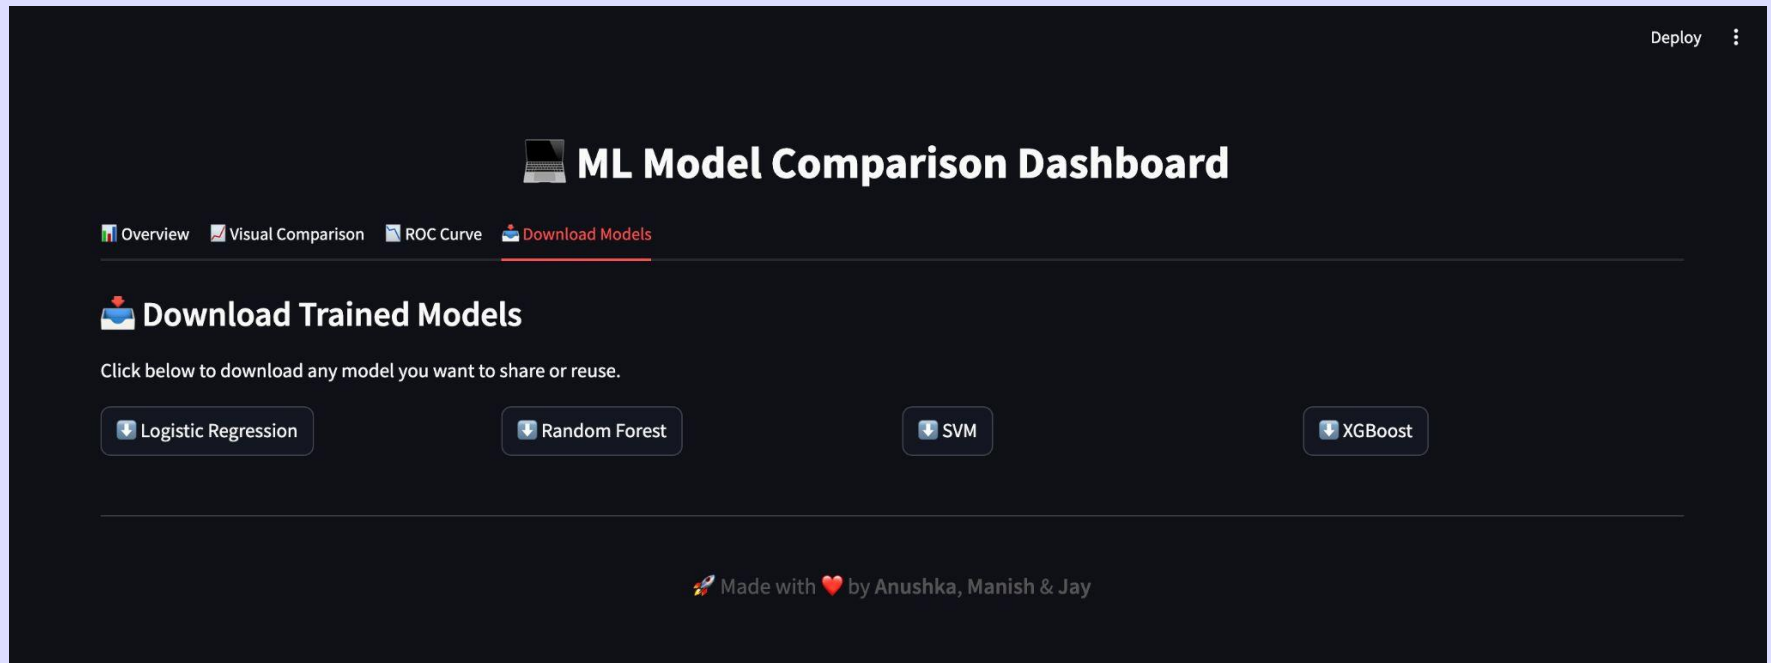 Deploy
💻 ML Model Comparison Dashboard
📊 Overview 📈 Visual Comparison 📉 ROC Curve 📥 Download Models
📥 Download Trained Models
Click below to download any model you want to share or reuse.
⬇️ Logistic Regression ⬇️ Random Forest ⬇️ SVM ⬇️ XGBoost
🚀 Made with ❤️ by Anushka, Manish & Jay